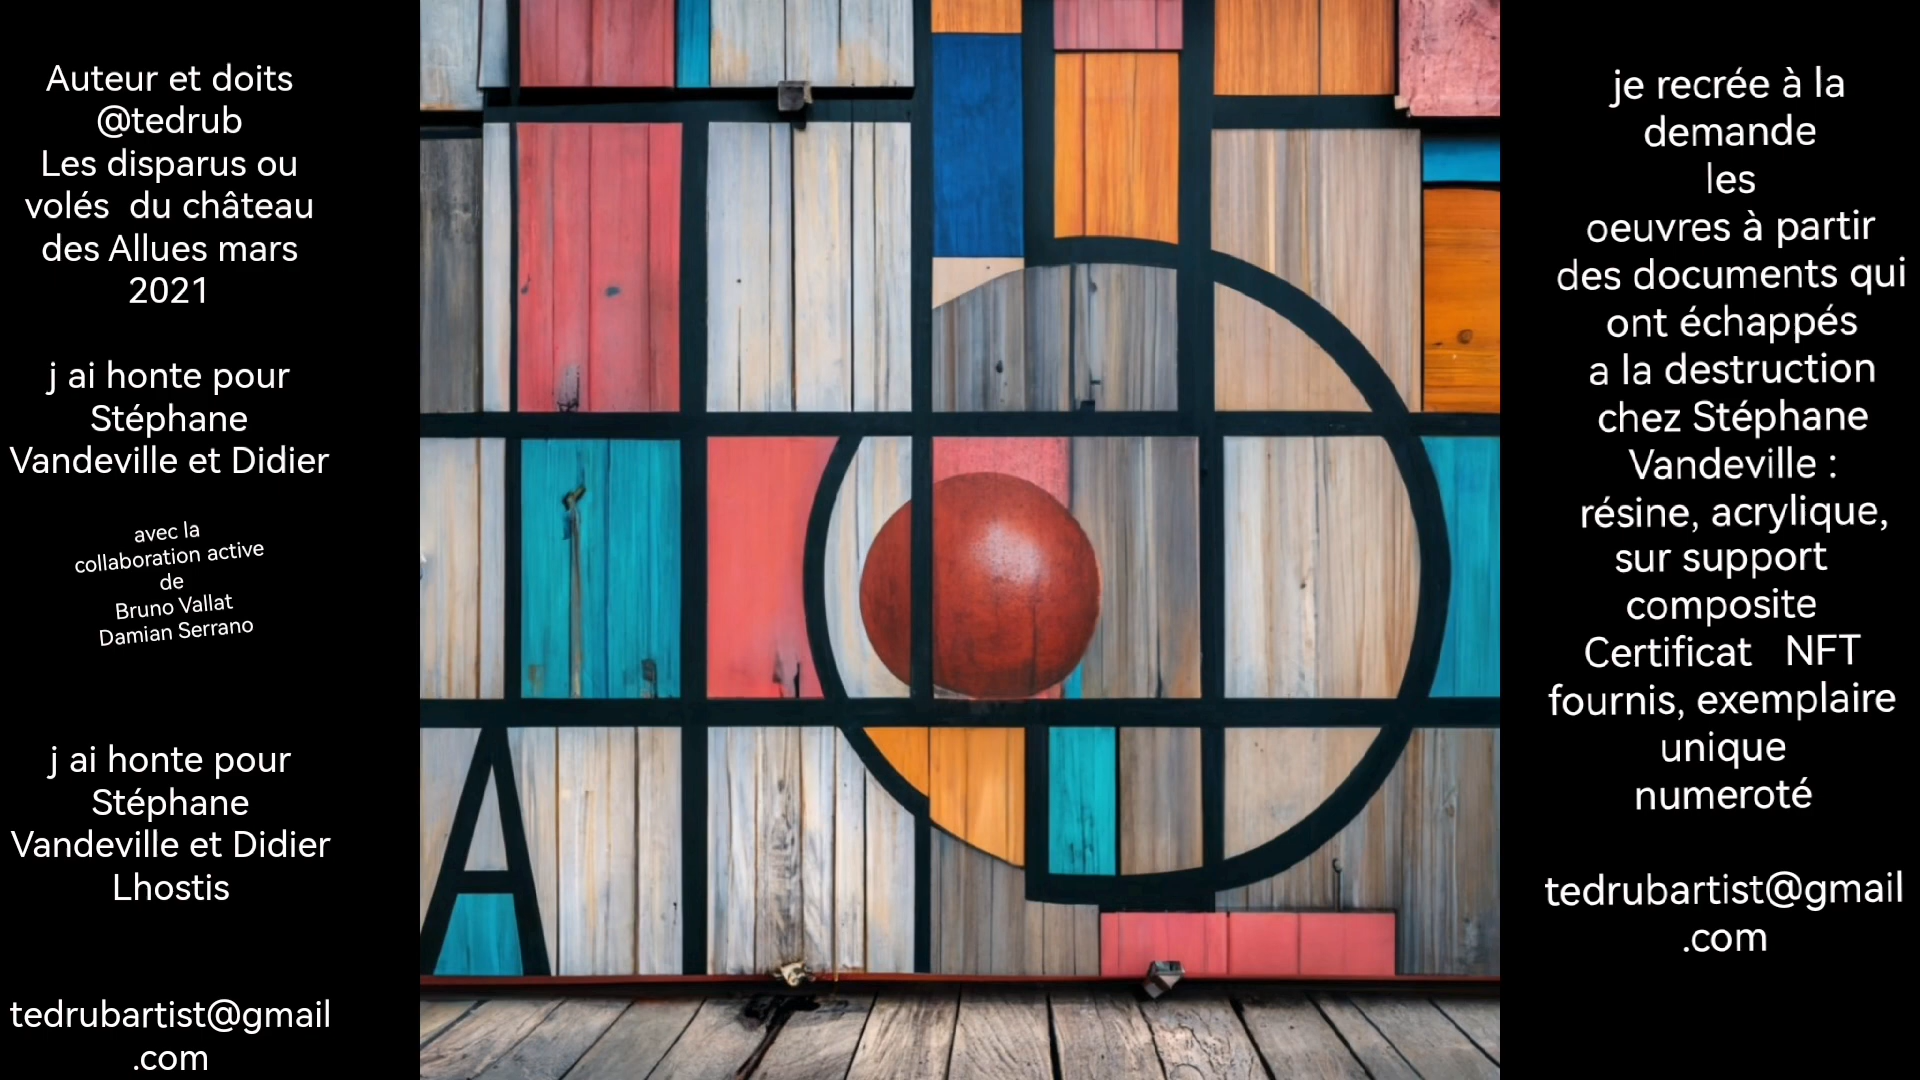 Auteur et doits
@tedrub
Les disparus ou
volés du château
des Allues mars
2021
j ai honte pour
Stéphane
Vandeville et Didier
avec la
collaboration active
de
Bruno Vallat
Damian Serrano
j ai honte pour
Stéphane
Vandeville et Didier
Lhostis
tedrubartist@gmail
.com
A
je recrée à la
demande
les
oeuvres à partir
des documents qui
ont échappés
a la destruction
chez Stéphane
Vandeville :
résine, acrylique,
sur support
composite
Certificat NFT
fournis, exemplaire
unique
numeroté
tedrubartist@gmail
.com